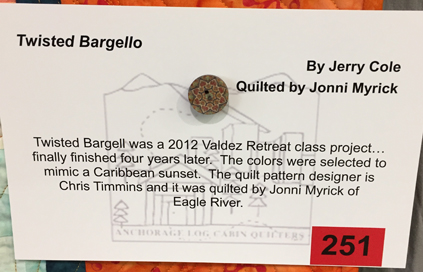 Twisted Bargello
By Jerry Cole
Quilted by Jonni Myrick
Twisted Bargell was a 2012 Valdez Retreat class project…
finally finished four years later. The colors were selected to
mimic a Caribbean sunset. The quilt pattern designer is
Chris Timmins and it was quilted by Jonni Myrick of
Eagle River.
ANCHORAGE LOG CABIN QUILTERS
251